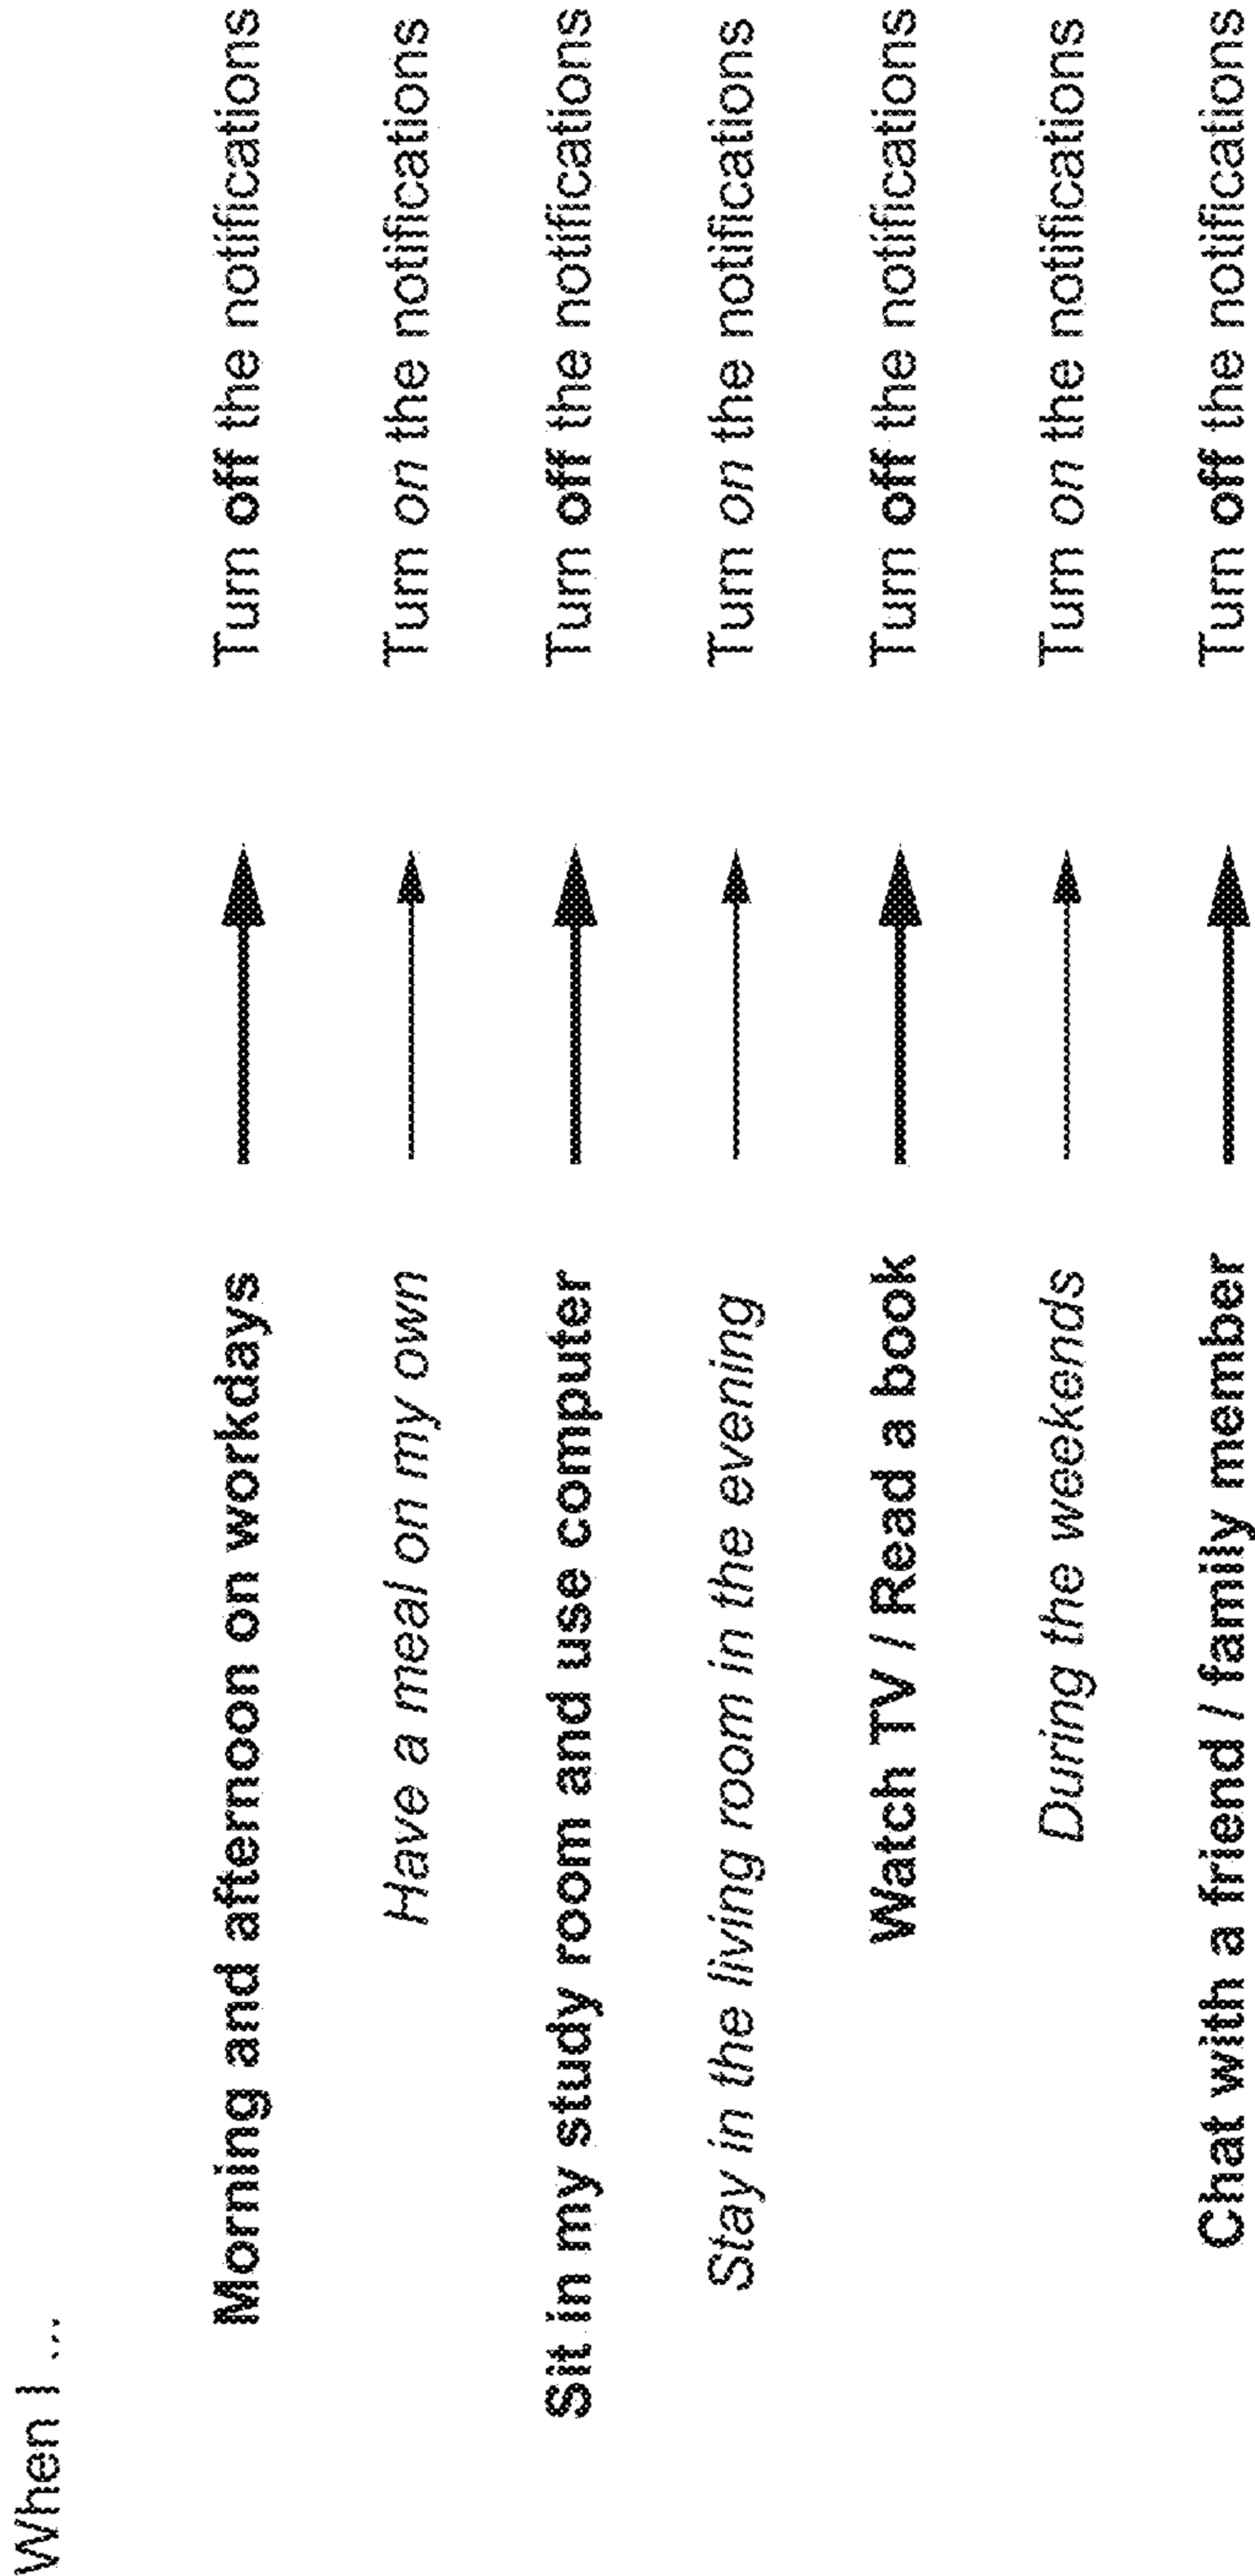 When I ...
Morning and afternoon on workdays Turn off the notifications
Have a meal on my own Turn on the notifications
Sit in my study room and use computer Turn off the notifications
Stay in the living room in the evening Turn on the notifications
Watch TV / Read a book Turn off the notifications
During the weekends Turn on the notifications
Chat with a friend / family member Turn off the notifications